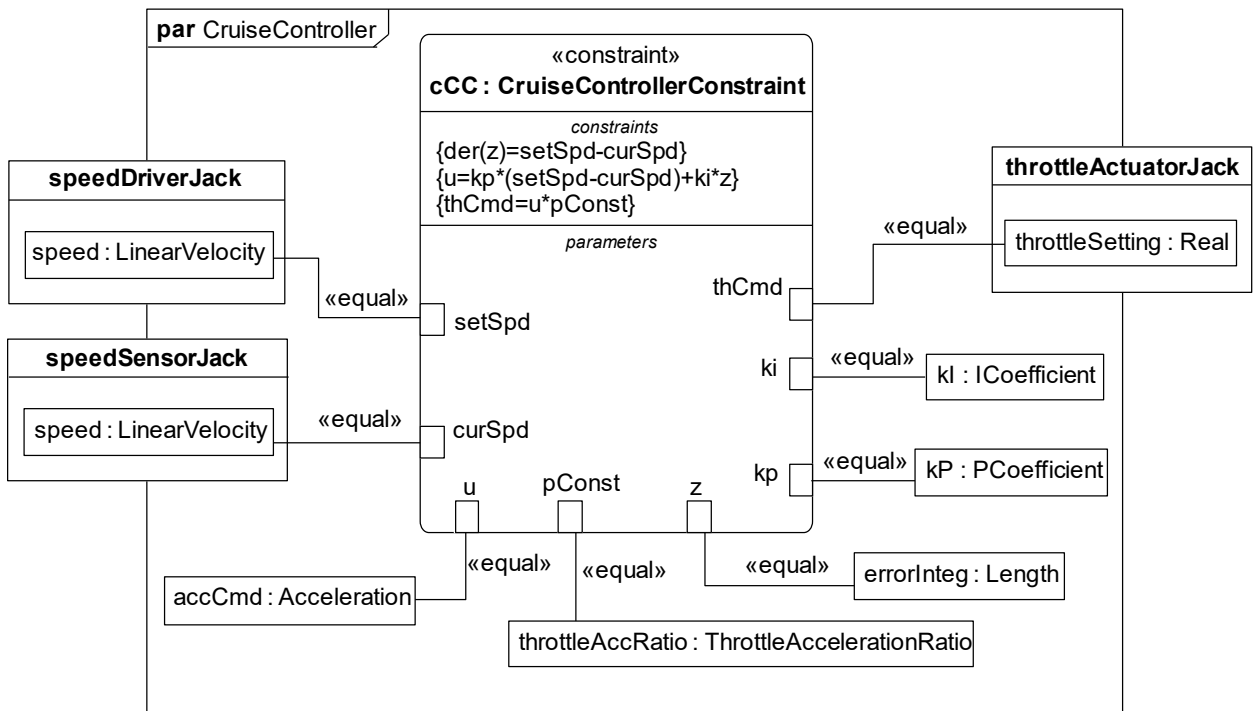 par CruiseController
«constraint»
cCC : CruiseControllerConstraint
constraints
{der(z)=setSpd-curSpd}
{u=kp*(setSpd-curSpd)+ki*z}
{thCmd=u*pConst}
parameters
speedDriverJack
speed : LinearVelocity
«equal»
setSpd
speedSensorJack
speed : LinearVelocity
«equal»
curSpd
throttleActuatorJack
throttleSetting : Real
«equal»
thCmd
ki
«equal»
kI : ICoefficient
kp
«equal»
kP : PCoefficient
u
pConst
z
«equal»
«equal»
«equal»
accCmd : Acceleration
errorInteg : Length
throttleAccRatio : ThrottleAccelerationRatio